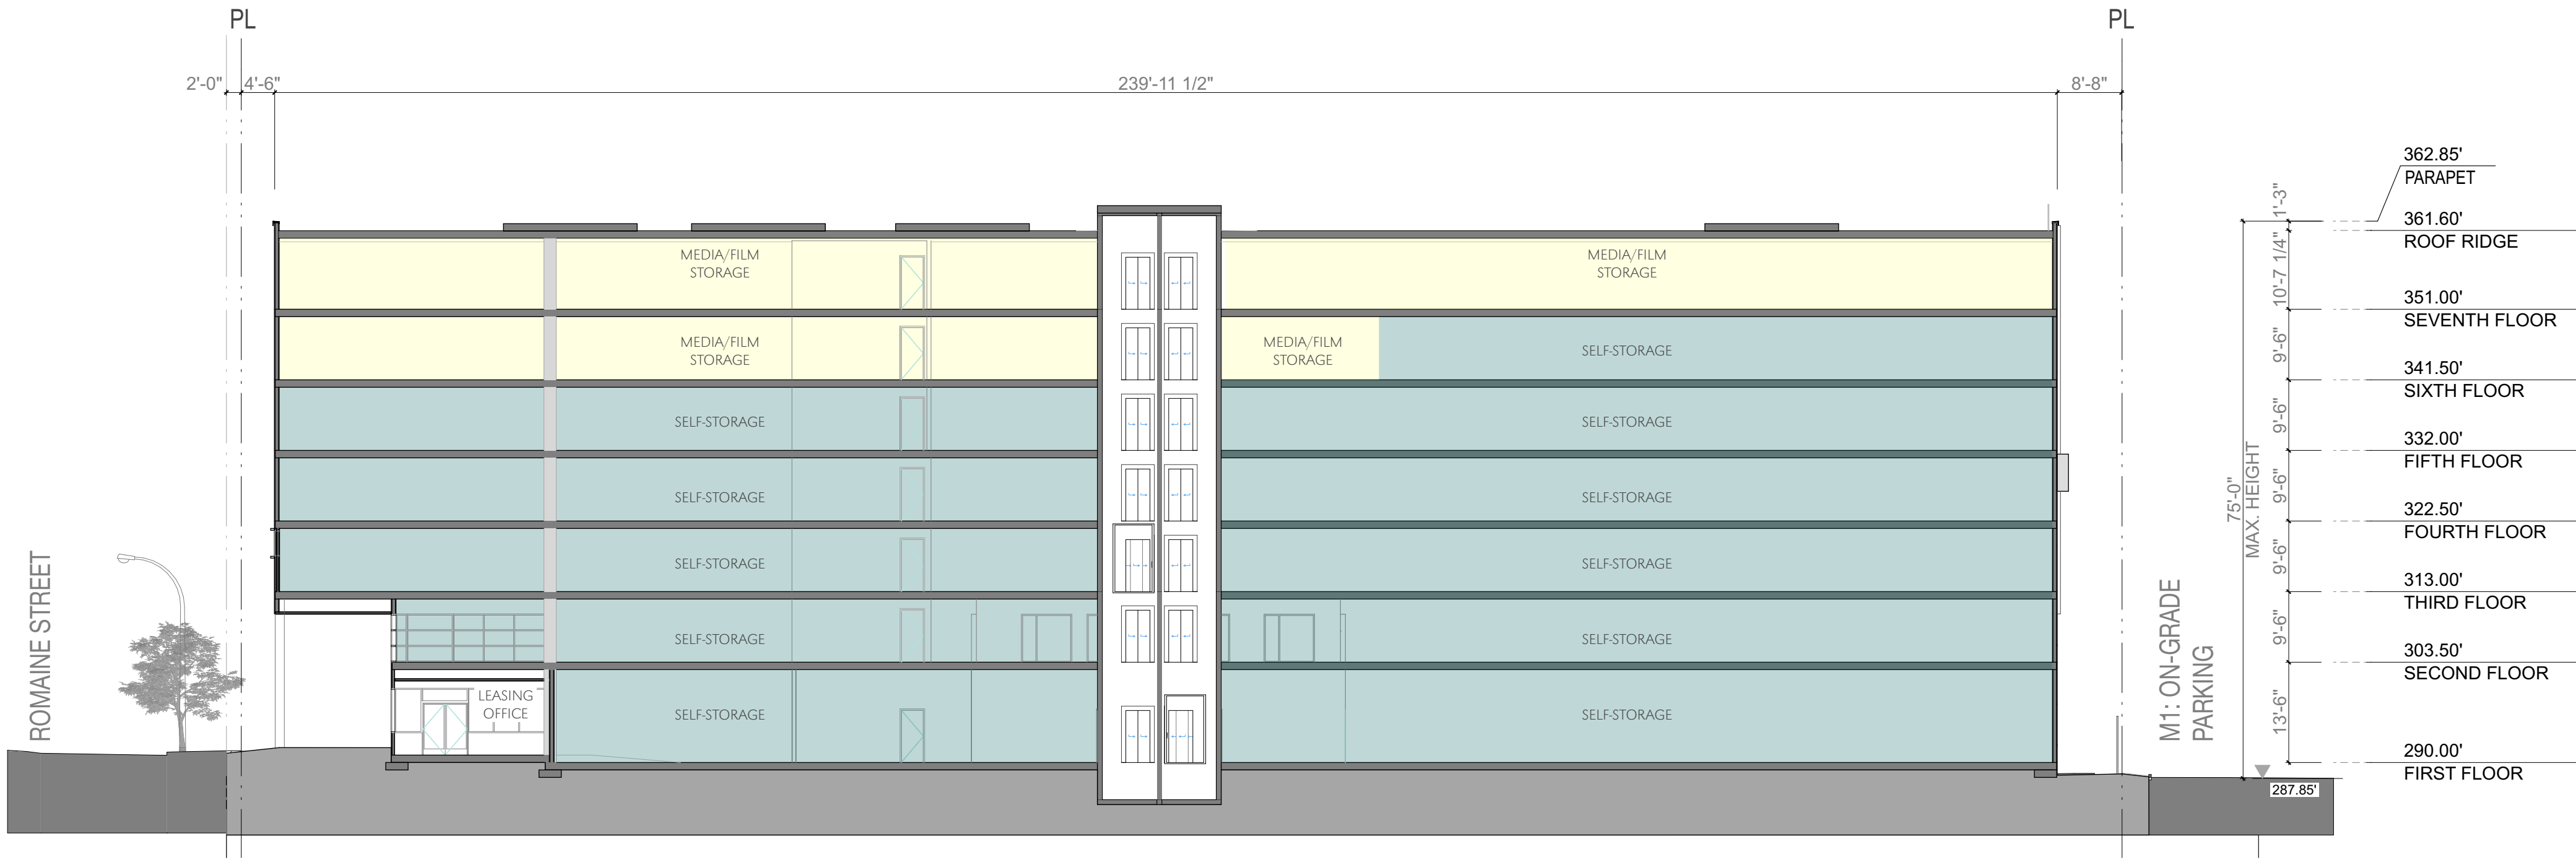 PL
PL
2'-0"
4'-6"
239'-11 1/2"
8'-8"
362.85'
PARAPET
1'-3"
361.60'
ROOF RIDGE
10'-7 1/4"
351.00'
SEVENTH FLOOR
9'-6"
341.50'
SIXTH FLOOR
9'-6"
332.00'
FIFTH FLOOR
9'-6"
322.50'
FOURTH FLOOR
9'-6"
313.00'
THIRD FLOOR
9'-6"
303.50'
SECOND FLOOR
13'-6"
290.00'
FIRST FLOOR
287.85'
75'-0"
MAX. HEIGHT
MEDIA/FILM
STORAGE
MEDIA/FILM
STORAGE
MEDIA/FILM
STORAGE
MEDIA/FILM
STORAGE
SELF-STORAGE
SELF-STORAGE
SELF-STORAGE
SELF-STORAGE
SELF-STORAGE
SELF-STORAGE
SELF-STORAGE
SELF-STORAGE
SELF-STORAGE
LEASING
OFFICE
SELF-STORAGE
SELF-STORAGE
ROMAINE STREET
M1: ON-GRADE
PARKING